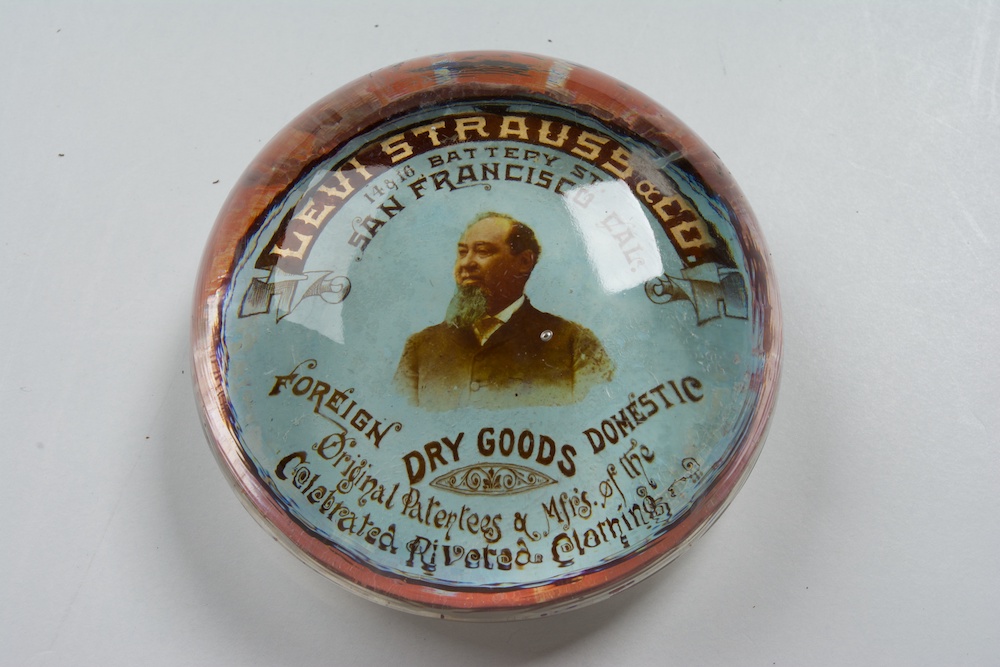 LEVI STRAUSS & CO.
14 & 16 BATTERY ST.
SAN FRANCISCO CAL.
FOREIGN DRY GOODS DOMESTIC
Original Patentees & Mfrs. of the
Celebrated Riveted Clothing